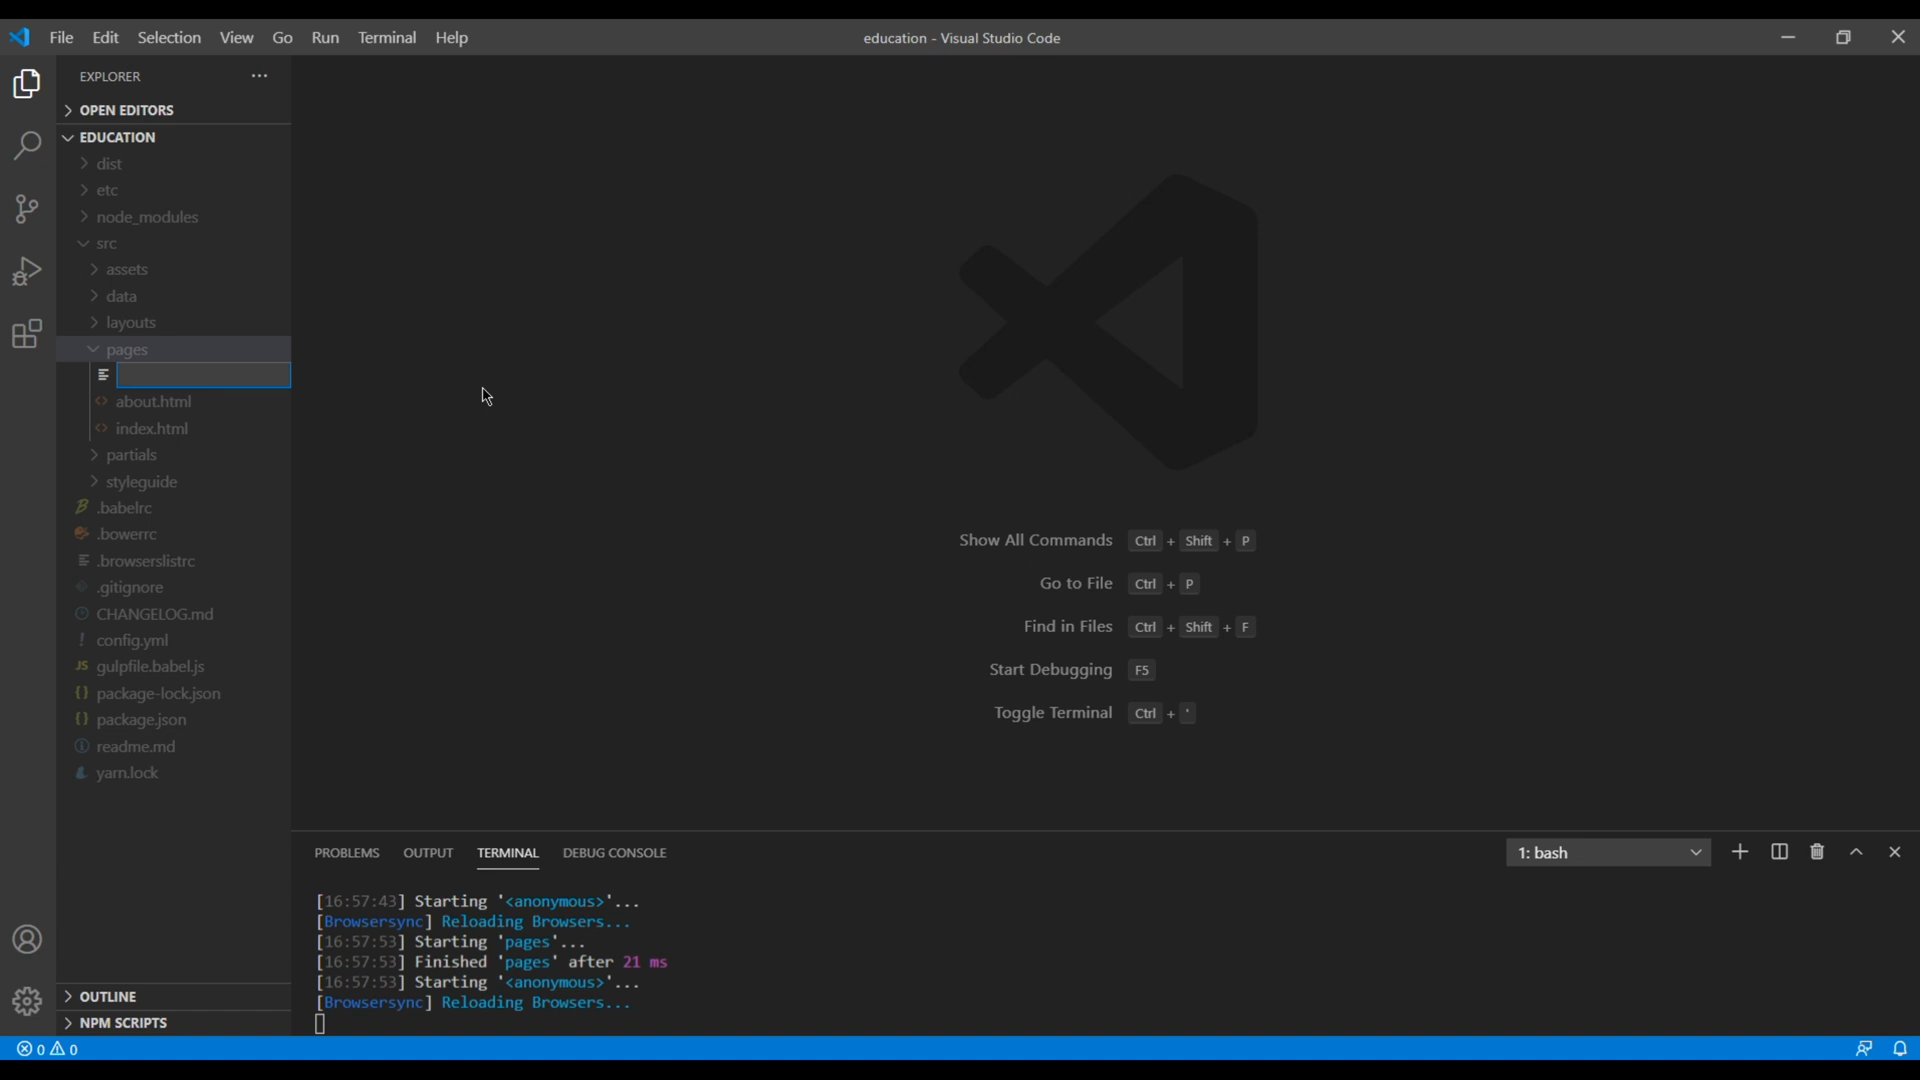 File Edit Selection View Go Run Terminal Help
education - Visual Studio Code
EXPLORER
OPEN EDITORS
EDUCATION
dist
etc
node_modules
src
assets
data
layouts
pages
about.html
index.html
partials
styleguide
.babelrc
.bowerrc
.browserslistrc
.gitignore
CHANGELOG.md
config.yml
JS gulpfile.babel.js
{} package-lock.json
{} package.json
readme.md
yarn.lock
OUTLINE
NPM SCRIPTS
Show All Commands Ctrl + Shift + P
Go to File Ctrl + P
Find in Files Ctrl + Shift + F
Start Debugging F5
Toggle Terminal Ctrl + '
PROBLEMS OUTPUT TERMINAL DEBUG CONSOLE
1: bash
[16:57:43] Starting '<anonymous>'...
[Browsersync] Reloading Browsers...
[16:57:53] Starting 'pages'...
[16:57:53] Finished 'pages' after 21 ms
[16:57:53] Starting '<anonymous>'...
[Browsersync] Reloading Browsers...
0 0